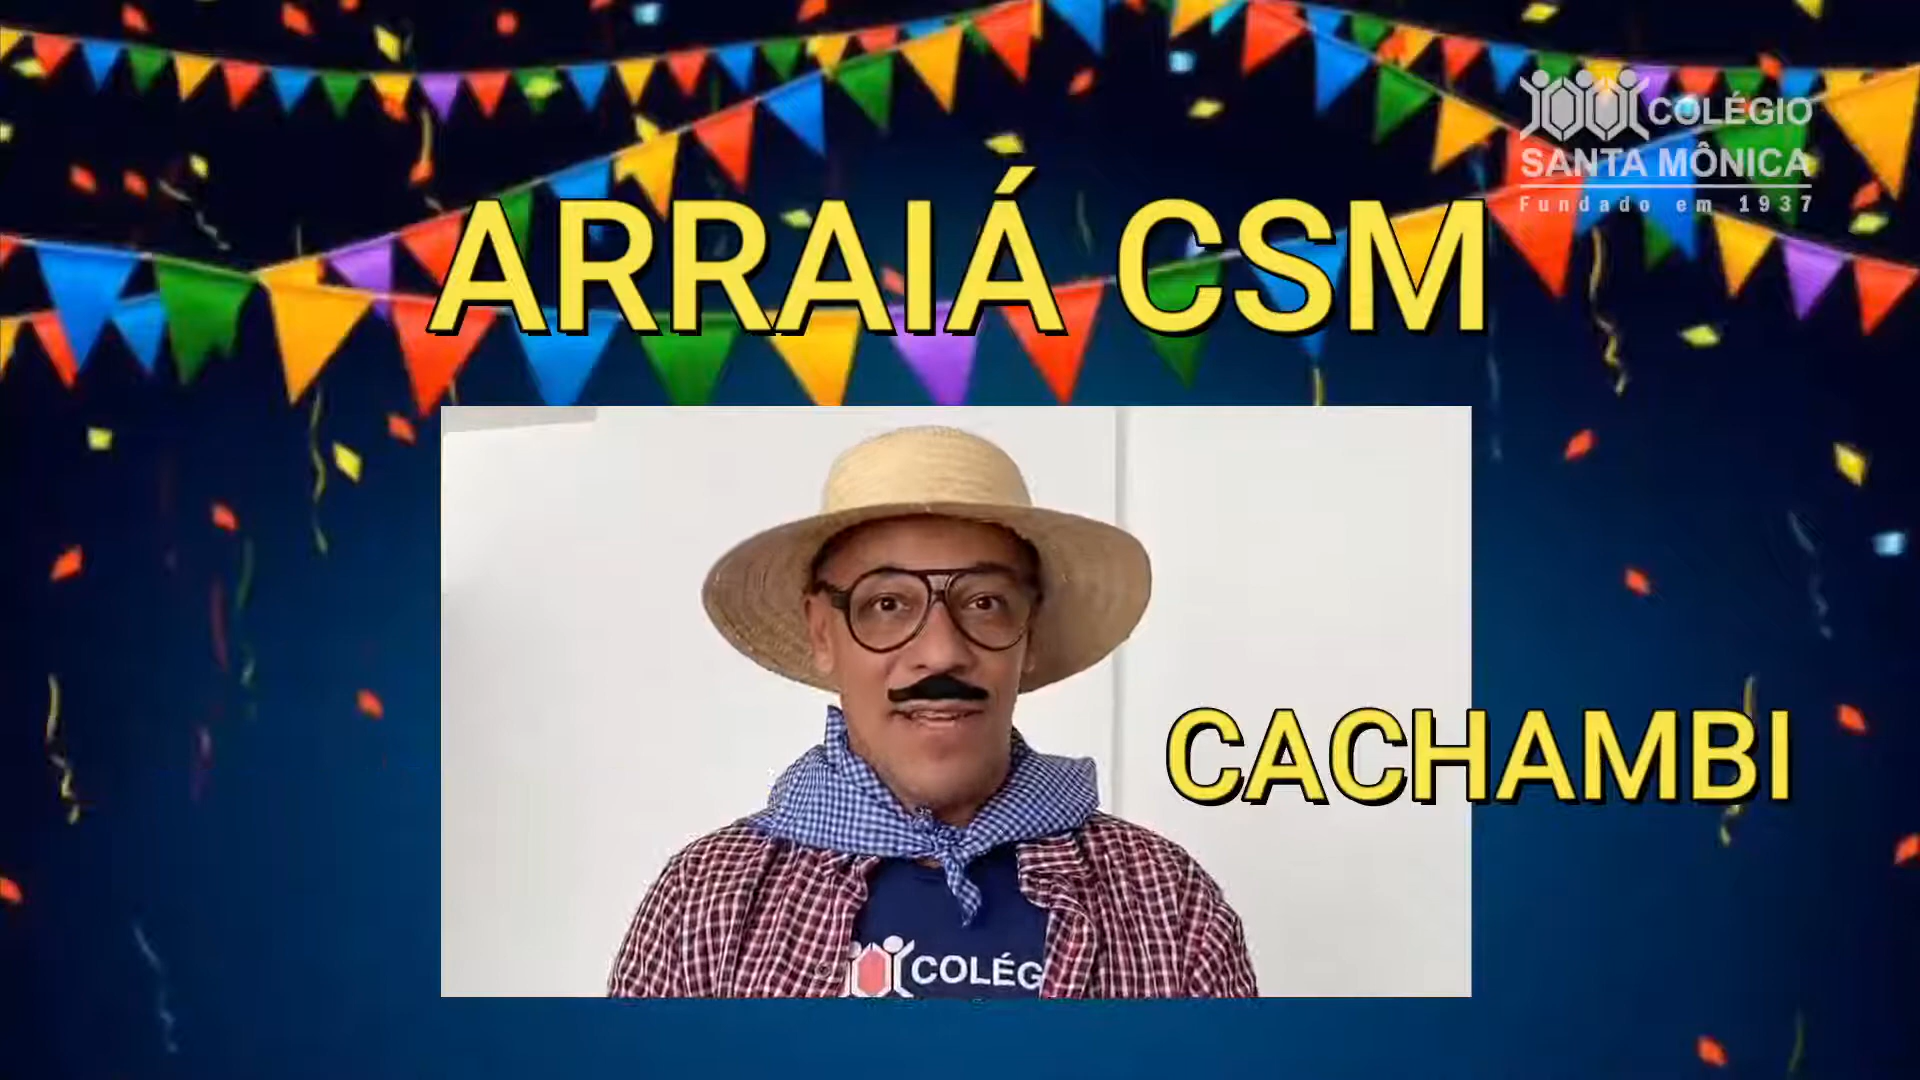 COLÉGIO
SANTA MÔNICA
Fundado em 1937
ARRAIÁ CSM
CACHAMBI
COLÉG